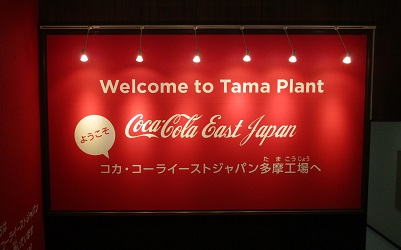 Welcome to Tama Plant
ようこそ
Coca-Cola East Japan
たまこうじょう
コカ・コーライーストジャパン多摩工場へ